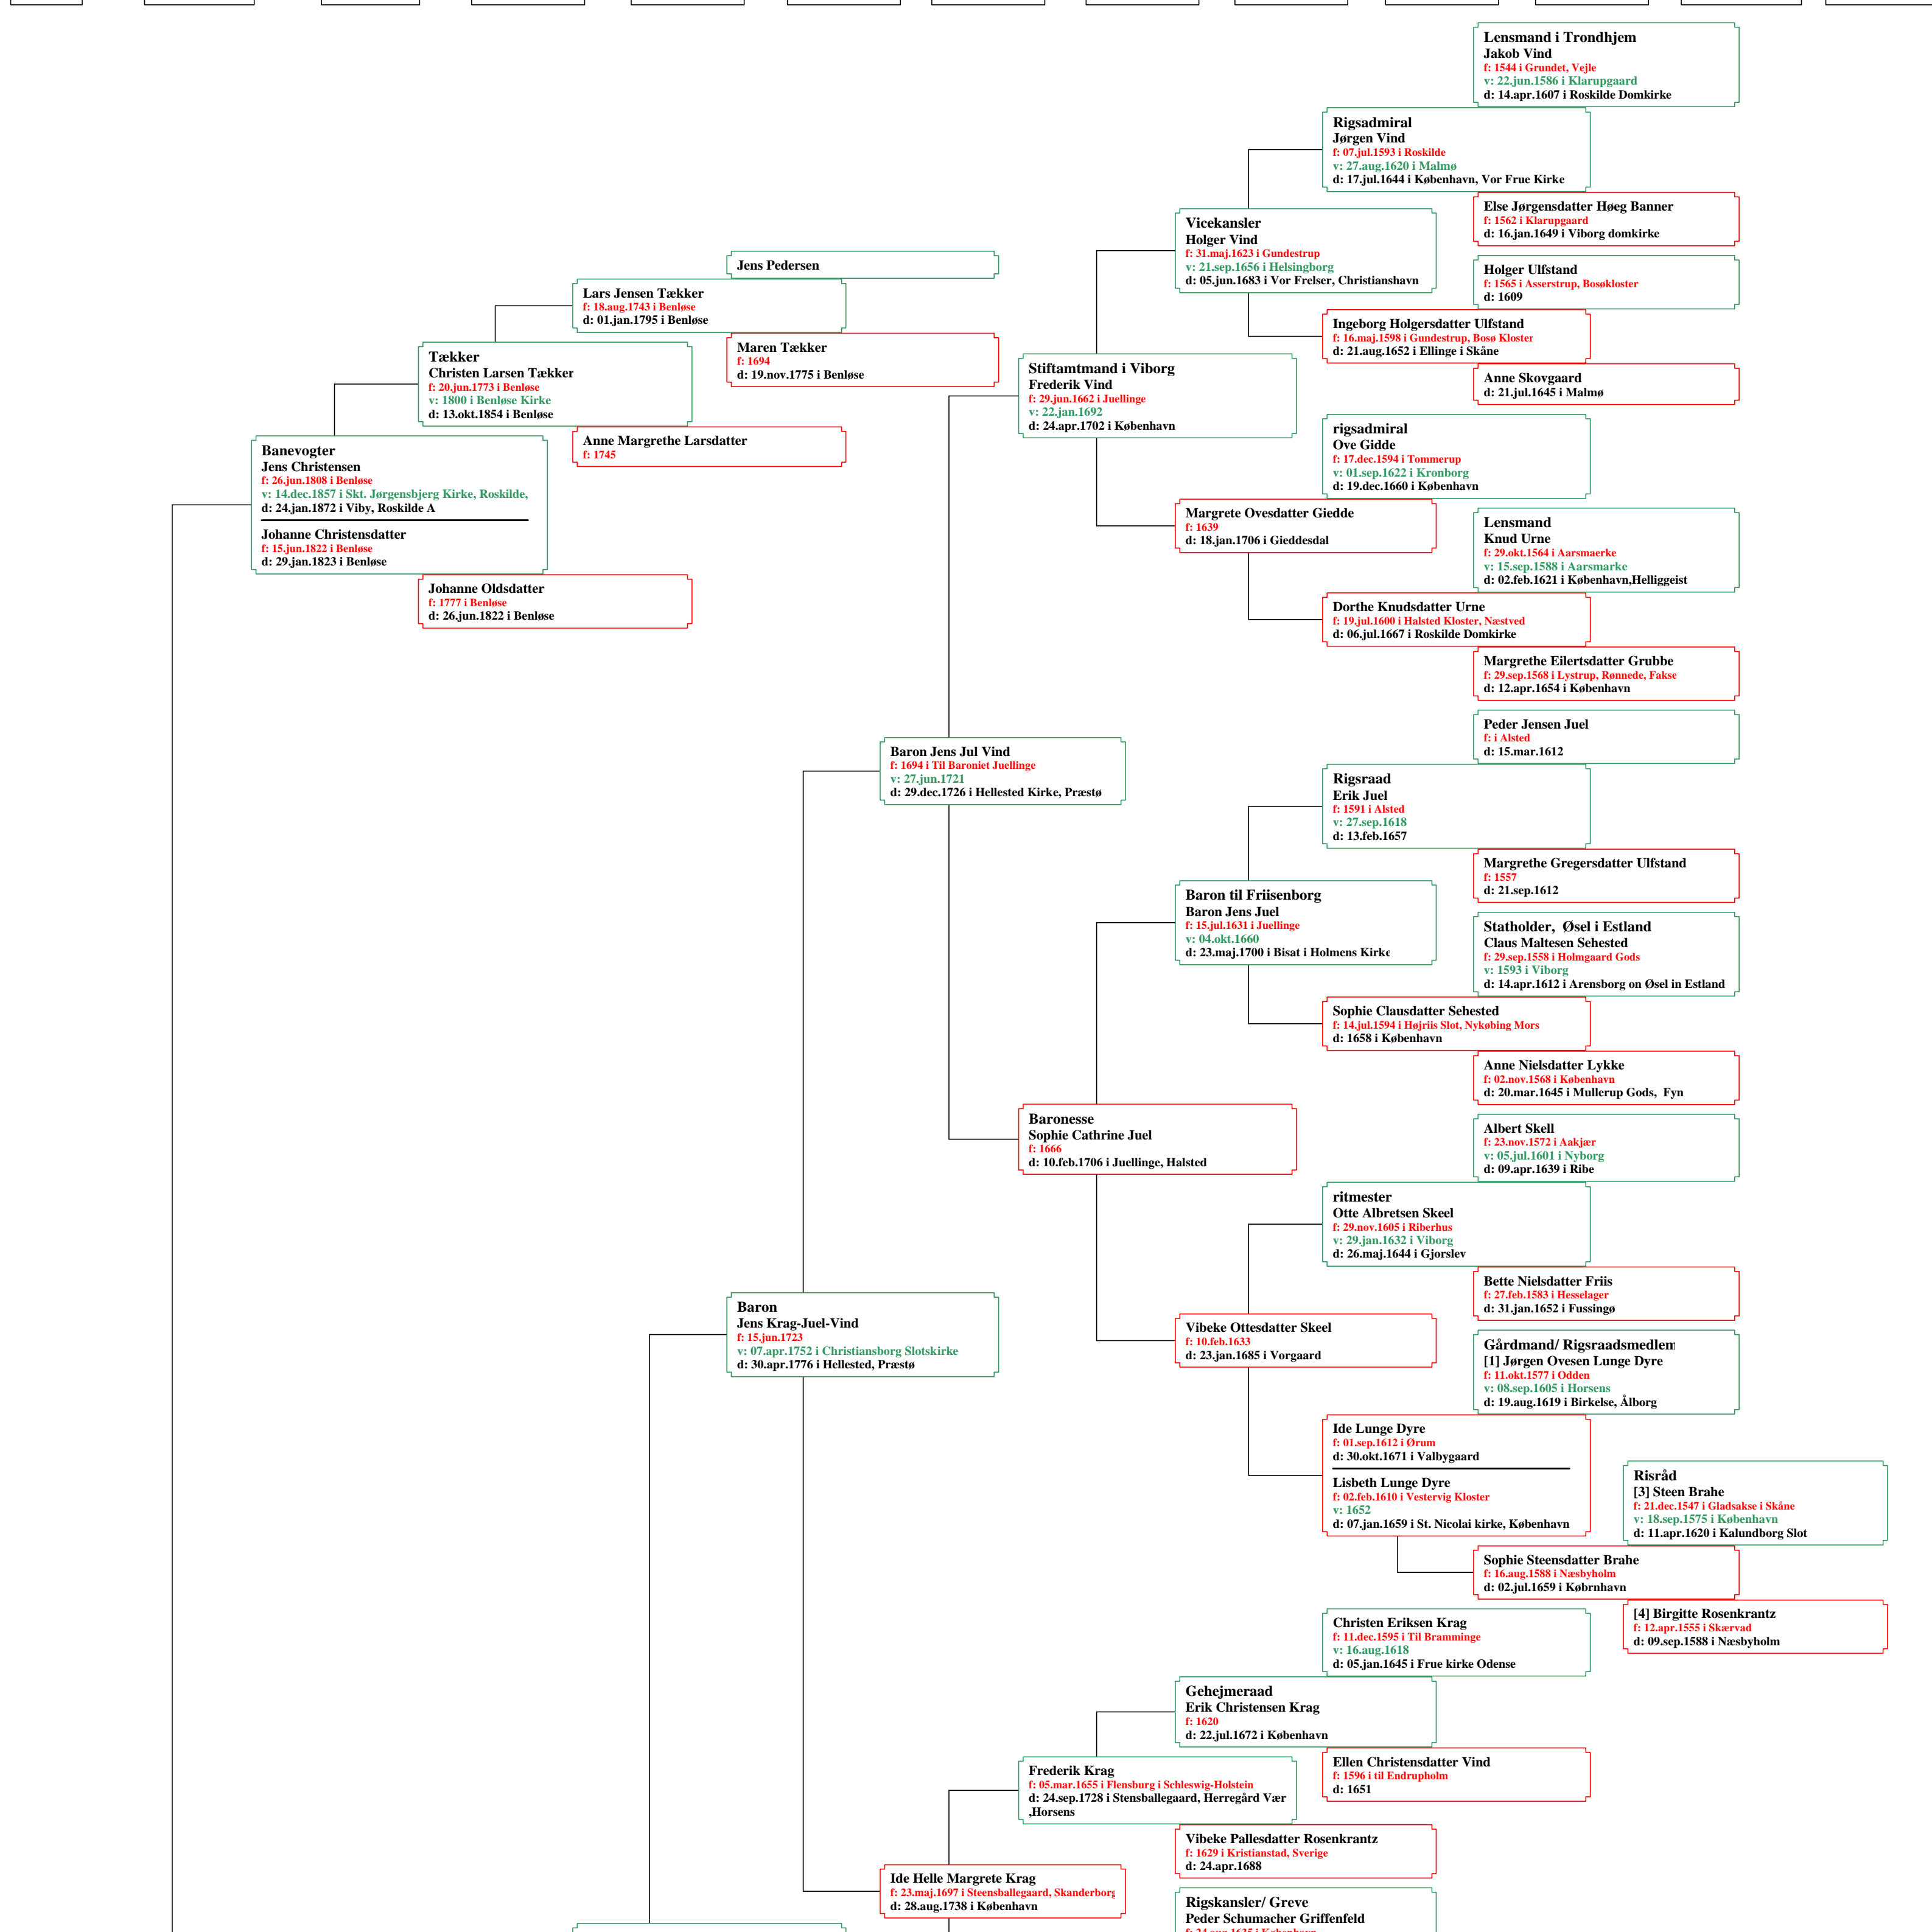 Lensmand i Trondhjem
Jakob Vind
f: 1544 i Grundet, Vejle
v: 22.jun.1586 i Klarupgaard
d: 14.apr.1607 i Roskilde Domkirke
Rigsadmiral
Jørgen Vind
f: 07.jul.1593 i Roskilde
v: 27.aug.1620 i Malmø
d: 17.jul.1644 i København, Vor Frue Kirke
Else Jørgensdatter Høeg Banner
f: 1562 i Klarupgaard
d: 16.jan.1649 i Viborg domkirke
Vicekansler
Holger Vind
f: 31.maj.1623 i Gundestrup
v: 21.sep.1656 i Helsingborg
d: 05.jun.1683 i Vor Frelser, Christianshavn
Holger Ulfstand
f: 1565 i Asserstrup, Bosøkloster
d: 1609
Ingeborg Holgersdatter Ulfstand
f: 16.maj.1598 i Gundestrup, Bosø Kloster
d: 21.aug.1652 i Ellinge i Skåne
Anne Skovgaard
d: 21.jul.1645 i Malmø
Jens Pedersen
Lars Jensen Tækker
f: 18.aug.1743 i Benløse
d: 01.jan.1795 i Benløse
Maren Tækker
f: 1694
d: 19.nov.1775 i Benløse
Tækker
Christen Larsen Tækker
f: 20.jun.1773 i Benløse
v: 1800 i Benløse Kirke
d: 13.okt.1854 i Benløse
Anne Margrethe Larsdatter
f: 1745
Banevogter
Jens Christensen
f: 26.jun.1808 i Benløse
v: 14.dec.1857 i Skt. Jørgensbjerg Kirke, Roskilde,
d: 24.jan.1872 i Viby, Roskilde A
Johanne Christensdatter
f: 15.jun.1822 i Benløse
d: 29.jan.1823 i Benløse
Johanne Oldsdatter
f: 1777 i Benløse
d: 26.jun.1822 i Benløse
Stiftamtmand i Viborg
Frederik Vind
f: 29.jun.1662 i Juellinge
v: 22.jan.1692
d: 24.apr.1702 i København
rigsadmiral
Ove Gidde
f: 17.dec.1594 i Tommerup
v: 01.sep.1622 i Kronborg
d: 19.dec.1660 i København
Margrete Ovesdatter Giedde
f: 1639
d: 18.jan.1706 i Gieddesdal
Lensmand
Knud Urne
f: 29.okt.1564 i Aarsmaerke
v: 15.sep.1588 i Aarsmarke
d: 02.feb.1621 i København,Helliggeist
Dorthe Knudsdatter Urne
f: 19.jul.1600 i Halsted Kloster, Næstved
d: 06.jul.1667 i Roskilde Domkirke
Margrethe Eilertsdatter Grubbe
f: 29.sep.1568 i Lystrup, Rønnede, Fakse
d: 12.apr.1654 i København
Baron Jens Jul Vind
f: 1694 i Til Baroniet Juellinge
v: 27.jun.1721
d: 29.dec.1726 i Hellested Kirke, Præstø
Peder Jensen Juel
f: i Alsted
d: 15.mar.1612
Rigsraad
Erik Juel
f: 1591 i Alsted
v: 27.sep.1618
d: 13.feb.1657
Margrethe Gregersdatter Ulfstand
f: 1557
d: 21.sep.1612
Baron til Friisenborg
Baron Jens Juel
f: 15.jul.1631 i Juellinge
v: 04.okt.1660
d: 23.maj.1700 i Bisat i Holmens Kirke
Statholder,  Øsel i Estland
Claus Maltesen Sehested
f: 29.sep.1558 i Holmgaard Gods
v: 1593 i Viborg
d: 14.apr.1612 i Arensborg on Øsel in Estland
Sophie Clausdatter Sehested
f: 14.jul.1594 i Højriis Slot, Nykøbing Mors
d: 1658 i København
Anne Nielsdatter Lykke
f: 02.nov.1568 i København
d: 20.mar.1645 i Mullerup Gods,  Fyn
Baronesse
Sophie Cathrine Juel
f: 1666
d: 10.feb.1706 i Juellinge, Halsted
Albert Skell
f: 23.nov.1572 i Aakjær
v: 05.jul.1601 i Nyborg
d: 09.apr.1639 i Ribe
ritmester
Otte Albretsen Skeel
f: 29.nov.1605 i Riberhus
v: 29.jan.1632 i Viborg
d: 26.maj.1644 i Gjorslev
Bette Nielsdatter Friis
f: 27.feb.1583 i Hesselager
d: 31.jan.1652 i Fussingø
Vibeke Ottesdatter Skeel
f: 10.feb.1633
d: 23.jan.1685 i Vorgaard
Gårdmand/ Rigsraadsmedlem
[1] Jørgen Ovesen Lunge Dyre
f: 11.okt.1577 i Odden
v: 08.sep.1605 i Horsens
d: 19.aug.1619 i Birkelse, Ålborg
Ide Lunge Dyre
f: 01.sep.1612 i Ørum
d: 30.okt.1671 i Valbygaard
Lisbeth Lunge Dyre
f: 02.feb.1610 i Vestervig Kloster
v: 1652
d: 07.jan.1659 i St. Nicolai kirke, København
Risråd
[3] Steen Brahe
f: 21.dec.1547 i Gladsakse i Skåne
v: 18.sep.1575 i København
d: 11.apr.1620 i Kalundborg Slot
Sophie Steensdatter Brahe
f: 16.aug.1588 i Næsbyholm
d: 02.jul.1659 i Købrnhavn
[4] Birgitte Rosenkrantz
f: 12.apr.1555 i Skærvad
d: 09.sep.1588 i Næsbyholm
Baron
Jens Krag-Juel-Vind
f: 15.jun.1723
v: 07.apr.1752 i Christiansborg Slotskirke
d: 30.apr.1776 i Hellested, Præstø
Christen Eriksen Krag
f: 11.dec.1595 i Til Bramminge
v: 16.aug.1618
d: 05.jan.1645 i Frue kirke Odense
Gehejmeraad
Erik Christensen Krag
f: 1620
d: 22.jul.1672 i København
Ellen Christensdatter Vind
f: 1596 i til Endrupholm
d: 1651
Frederik Krag
f: 05.mar.1655 i Flensburg i Schleswig-Holstein
d: 24.sep.1728 i Stensballegaard, Herregård Vær
,Horsens
Vibeke Pallesdatter Rosenkrantz
f: 1629 i Kristianstad, Sverige
d: 24.apr.1688
Ide Helle Margrete Krag
f: 23.maj.1697 i Steensballegaard, Skanderborg
d: 28.aug.1738 i København
Rigskansler/ Greve
Peder Schumacher Griffenfeld